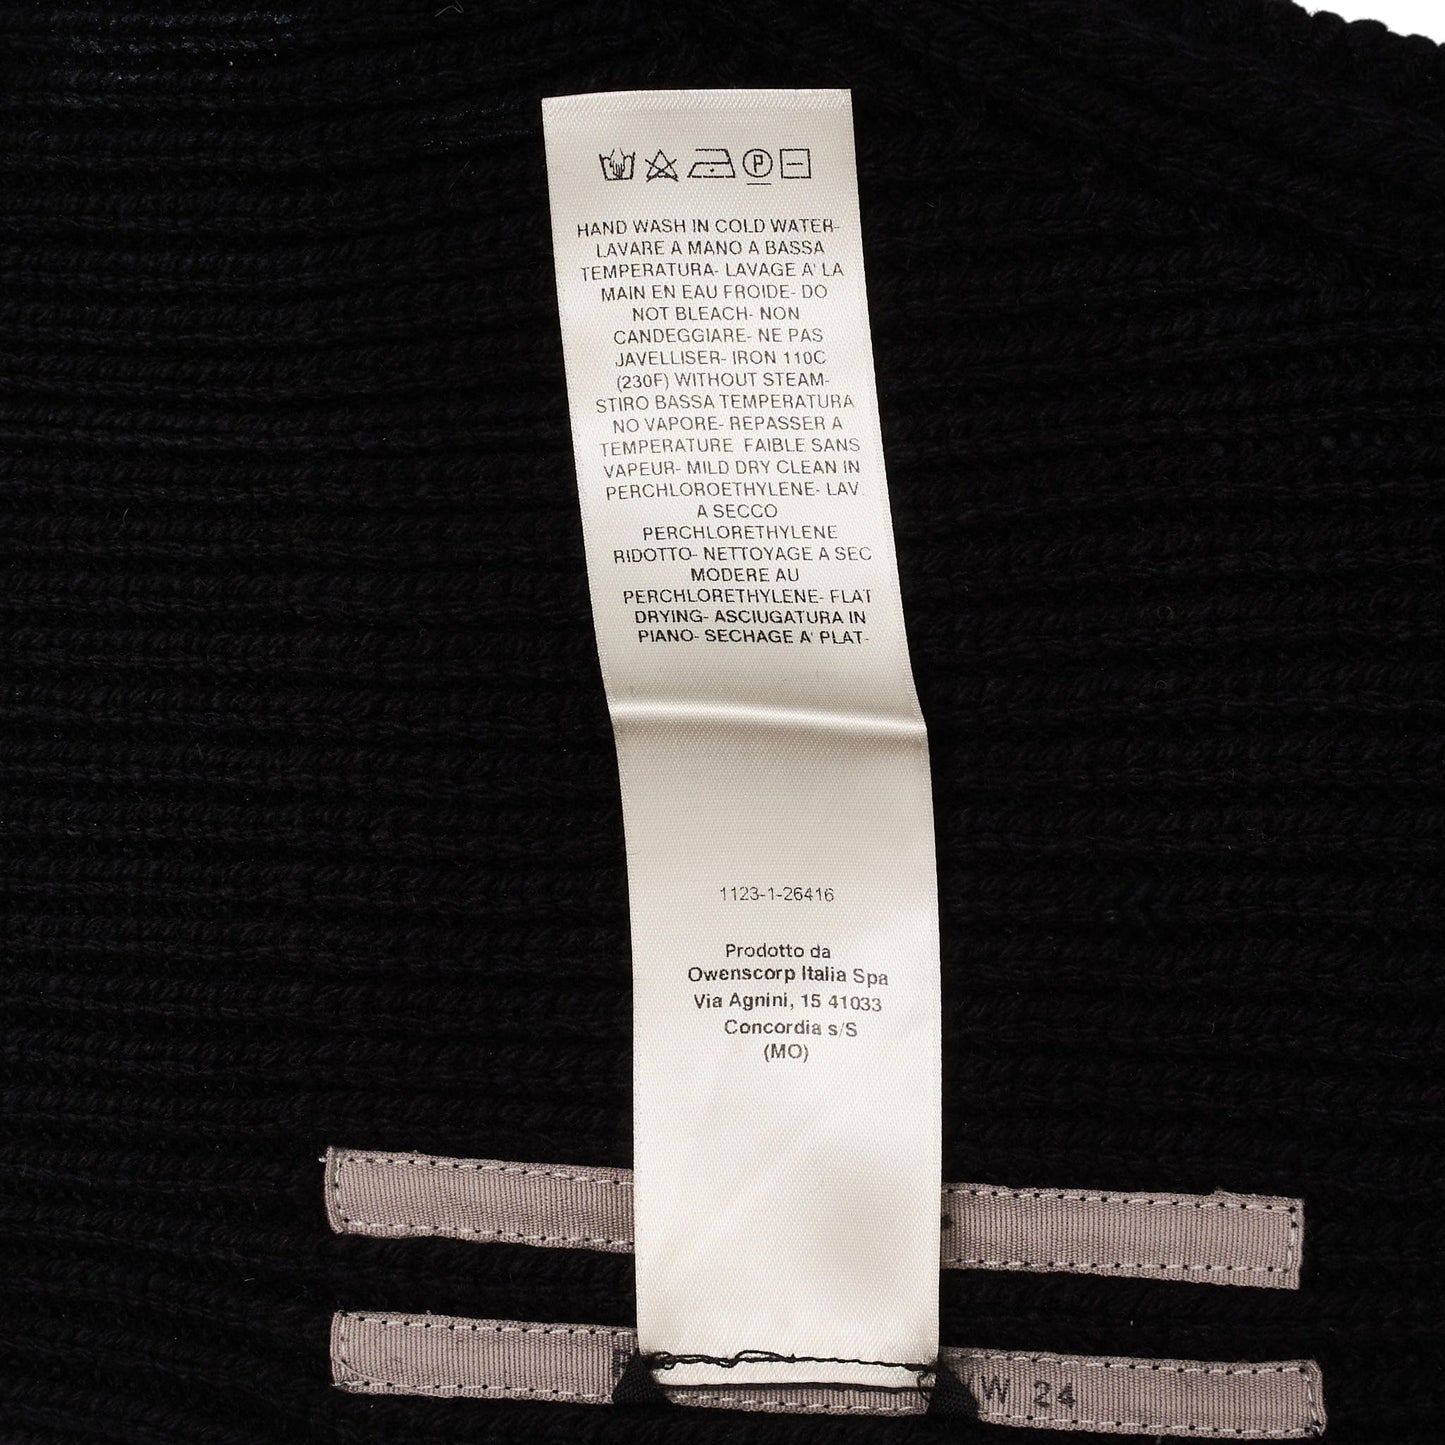 HAND WASH IN COLD WATER-
LAVARE A MANO A BASSA
TEMPERATURA- LAVAGE A' LA
MAIN EN EAU FROIDE- DO
NOT BLEACH- NON
CANDEGGIARE- NE PAS
JAVELLISER- IRON 110C
(230F) WITHOUT STEAM-
STIRO BASSA TEMPERATURA
NO VAPORE- REPASSER A
TEMPERATURE FAIBLE SANS
VAPEUR- MILD DRY CLEAN IN
PERCHLOROETHYLENE- LAV
A SECCO
PERCHLORETHYLENE
RIDOTTO- NETTOYAGE A SEC
MODERE AU
PERCHLORETHYLENE- FLAT
DRYING- ASCIUGATURA IN
PIANO- SECHAGE A' PLAT-
1123-1-26416
Prodotto da
Owenscorp Italia Spa
Via Agnini, 15 41033
Concordia s/S
(MO)
24